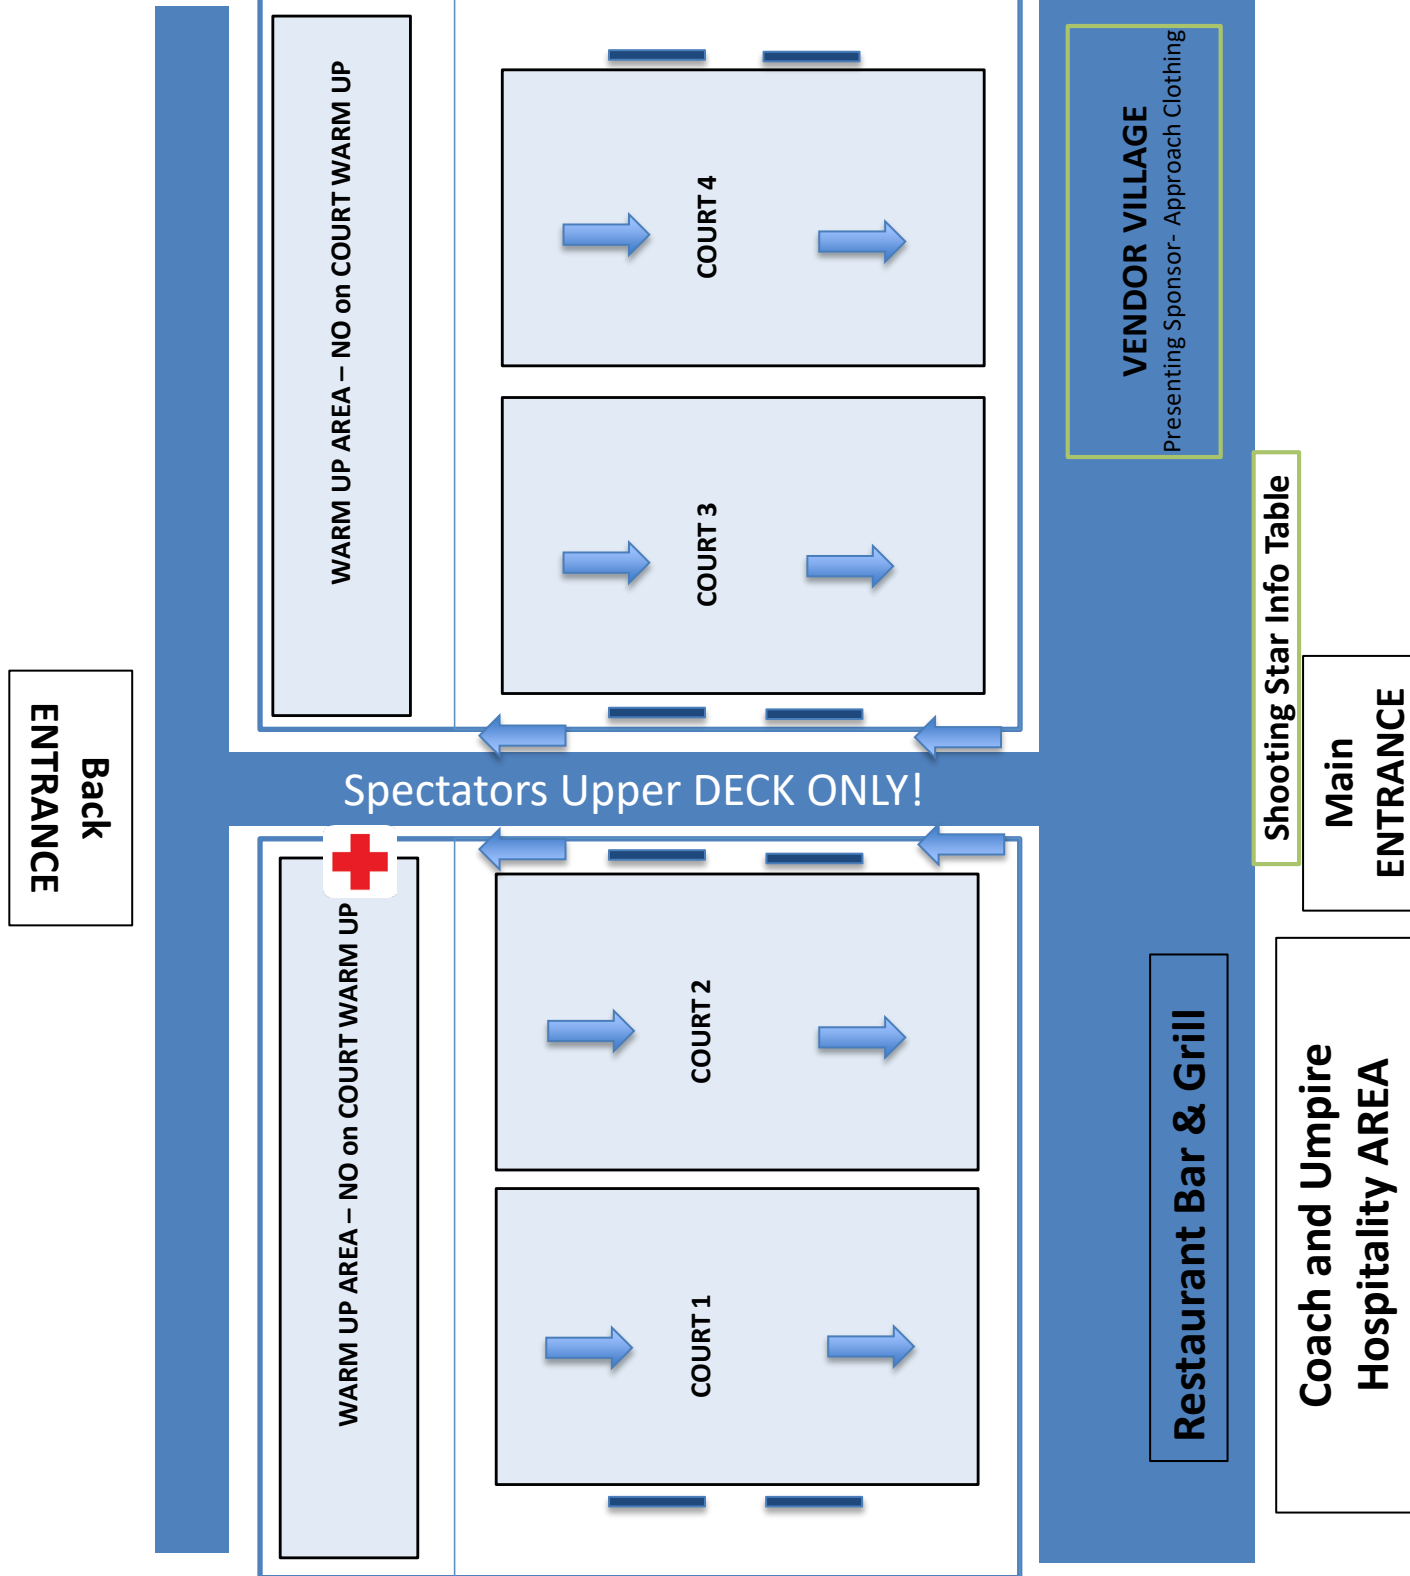 WARM UP AREA – NO on COURT WARM UP
COURT 4
VENDOR VILLAGE
Presenting Sponsor- Approach Clothing
COURT 3
Shooting Star Info Table
Back
ENTRANCE
Main
ENTRANCE
Spectators Upper DECK ONLY!
WARM UP AREA – NO on COURT WARM UP
COURT 2
COURT 1
Restaurant Bar & Grill
Coach and Umpire
Hospitality AREA